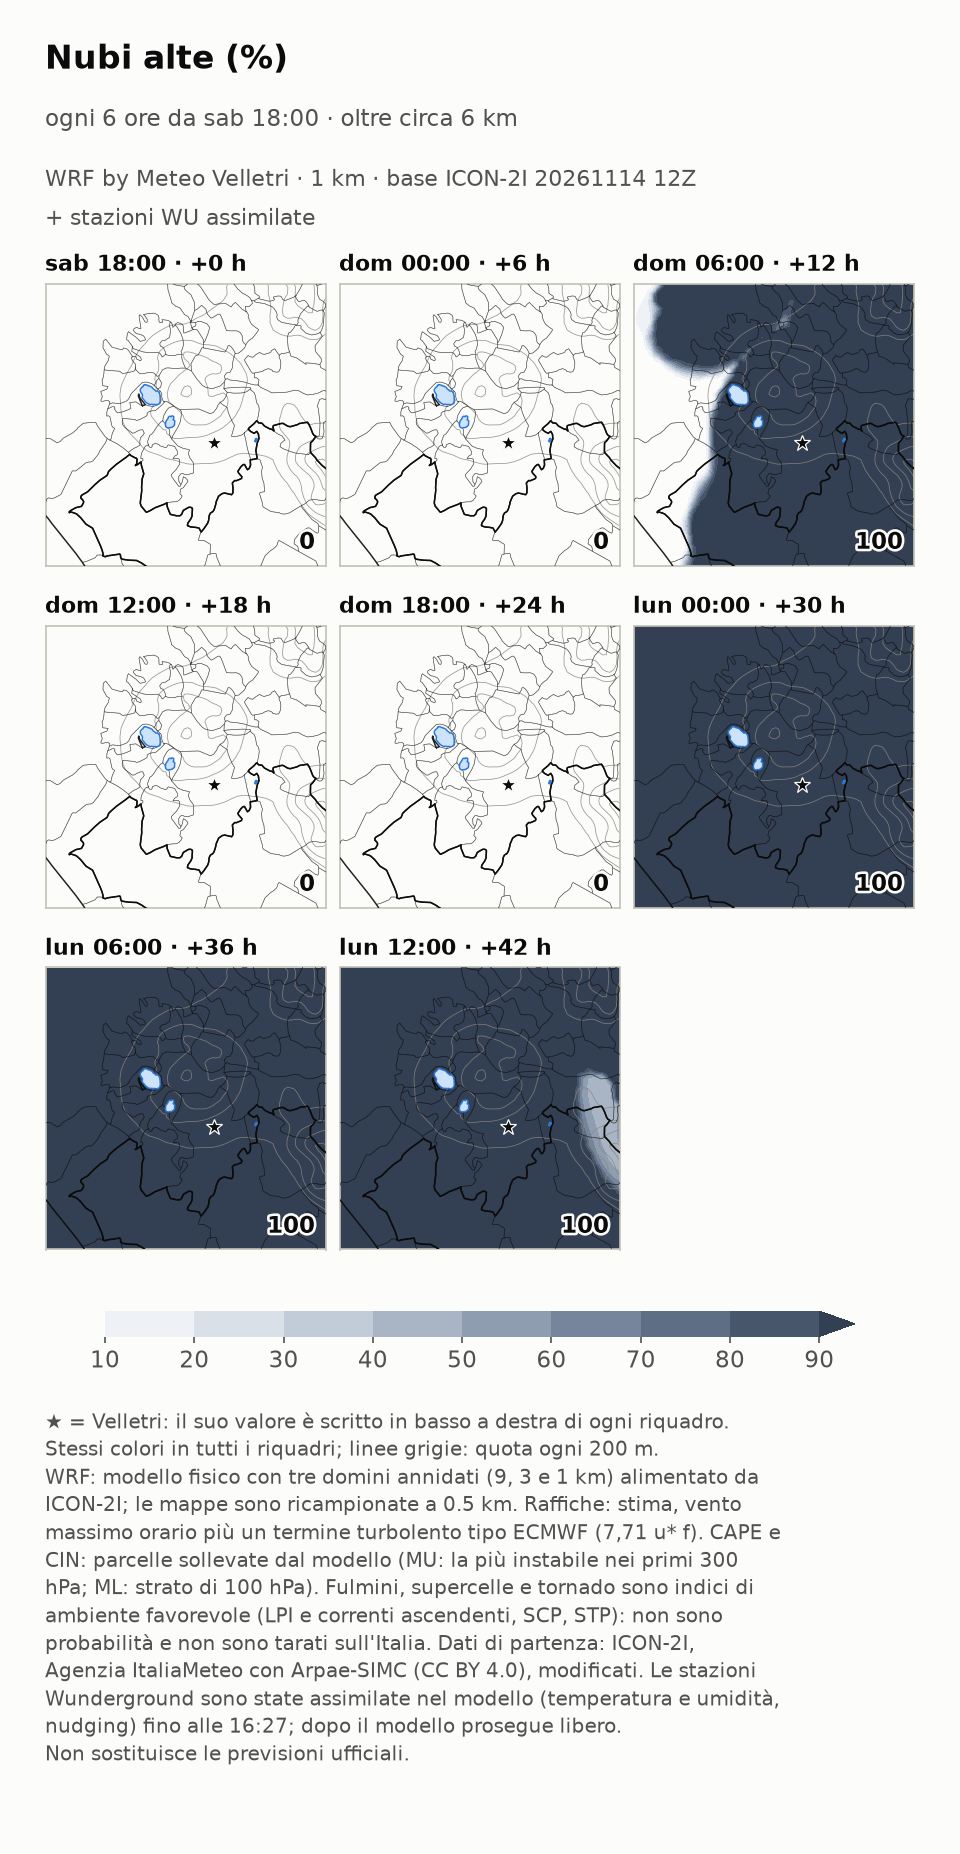 Nubi alte (%)
ogni 6 ore da sab 18:00 · oltre circa 6 km
WRF by Meteo Velletri · 1 km · base ICON-2I 20261114 12Z
+ stazioni WU assimilate
sab 18:00 · +0 h
dom 00:00 · +6 h
dom 06:00 · +12 h
0
0
100
dom 12:00 · +18 h
dom 18:00 · +24 h
lun 00:00 · +30 h
0
0
100
lun 06:00 · +36 h
lun 12:00 · +42 h
100
100
10 20 30 40 50 60 70 80 90
★ = Velletri: il suo valore è scritto in basso a destra di ogni riquadro.
Stessi colori in tutti i riquadri; linee grigie: quota ogni 200 m.
WRF: modello fisico con tre domini annidati (9, 3 e 1 km) alimentato da
ICON-2I; le mappe sono ricampionate a 0.5 km. Raffiche: stima, vento
massimo orario più un termine turbolento tipo ECMWF (7,71 u* f). CAPE e
CIN: parcelle sollevate dal modello (MU: la più instabile nei primi 300
hPa; ML: strato di 100 hPa). Fulmini, supercelle e tornado sono indici di
ambiente favorevole (LPI e correnti ascendenti, SCP, STP): non sono
probabilità e non sono tarati sull'Italia. Dati di partenza: ICON-2I,
Agenzia ItaliaMeteo con Arpae-SIMC (CC BY 4.0), modificati. Le stazioni
Wunderground sono state assimilate nel modello (temperatura e umidità,
nudging) fino alle 16:27; dopo il modello prosegue libero.
Non sostituisce le previsioni ufficiali.